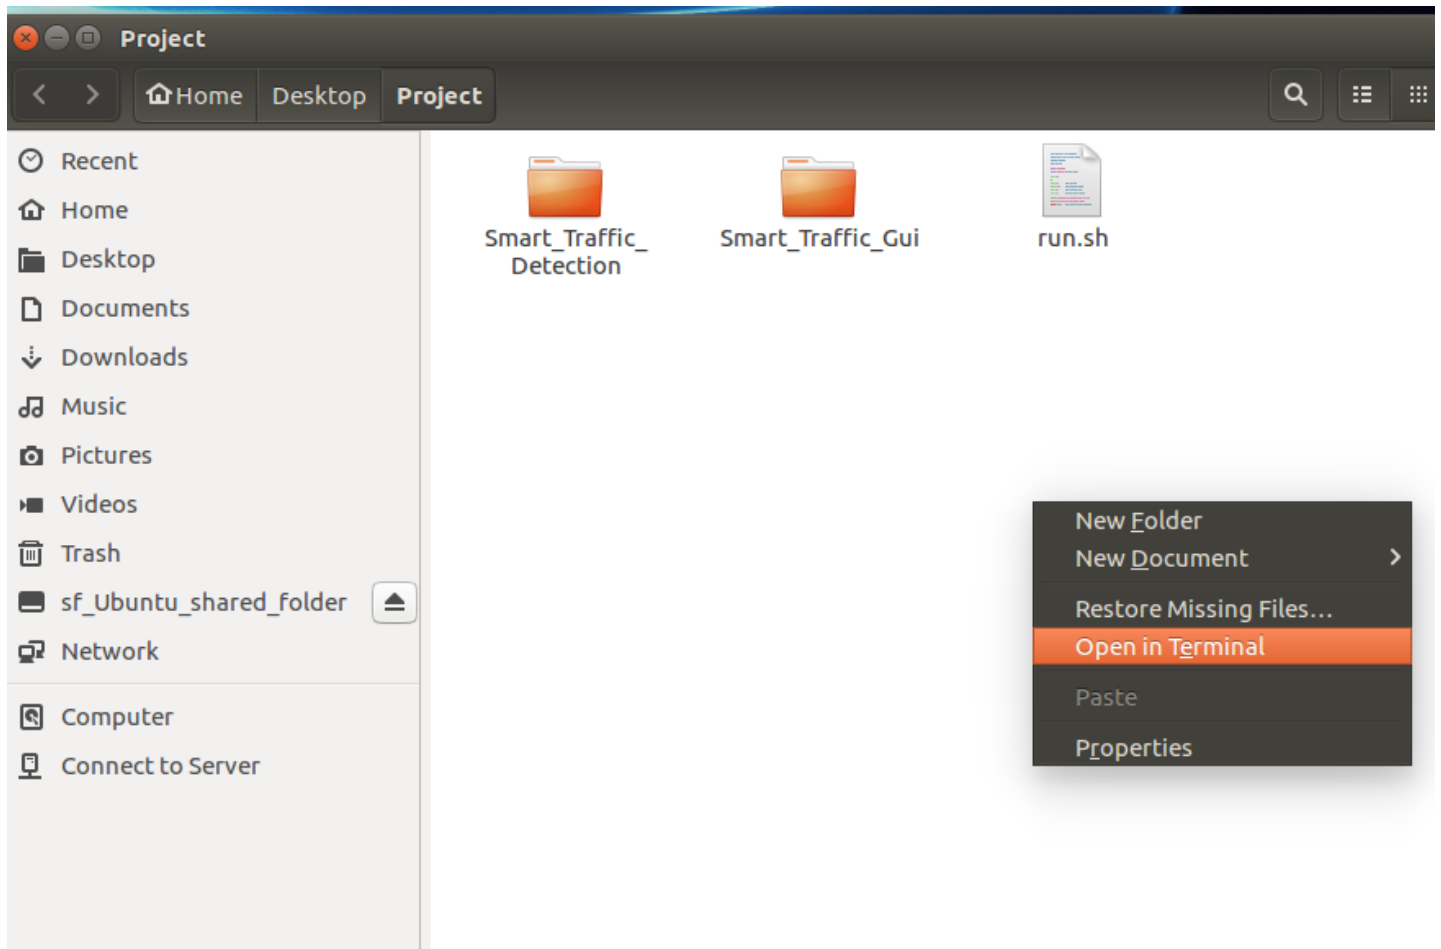 Project
Home Desktop Project
Recent
Home
Desktop
Documents
Downloads
Music
Pictures
Videos
Trash
sf_Ubuntu_shared_folder
Network
Computer
Connect to Server
Smart_Traffic_
Detection
Smart_Traffic_Gui
run.sh
New Folder
New Document
Restore Missing Files...
Open in Terminal
Paste
Properties